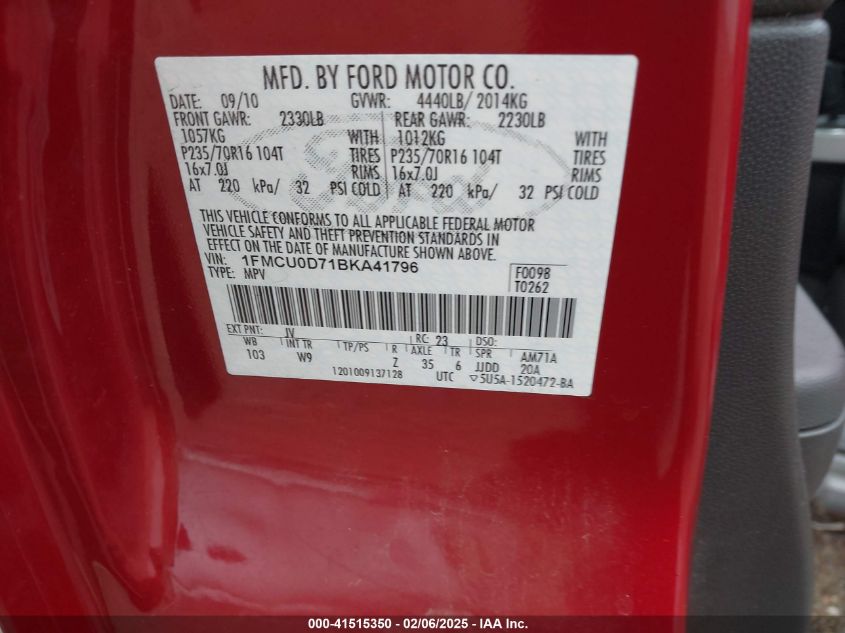 MFD. BY FORD MOTOR CO.
DATE: 09/10 GVWR: 4440LB/ 2014KG
FRONT GAWR: 2330LB REAR GAWR: 2230LB
1057KG WITH 1012KG WITH
P235/70R16 104T TIRES P235/70R16 104T TIRES
16x7.0J RIMS 16x7.0J RIMS
AT 220 kPa/ 32 PSI COLD AT 220 kPa/ 32 PSI COLD
THIS VEHICLE CONFORMS TO ALL APPLICABLE FEDERAL MOTOR
VEHICLE SAFETY AND THEFT PREVENTION STANDARDS IN
EFFECT ON THE DATE OF MANUFACTURE SHOWN ABOVE.
VIN: 1FMCU0D71BKA41796 F0098
TYPE: MPV T0262
EXT PNT: JV RC: 23 DSO:
WB INT TR TP/PS R AXLE TR SPR AM71A
103 W9 Z 35 6 JJDD 20A
1201009137128 UTC ▽5U5A-1520472-BA
Ford
000-41515350 - 02/06/2025 - IAA Inc.